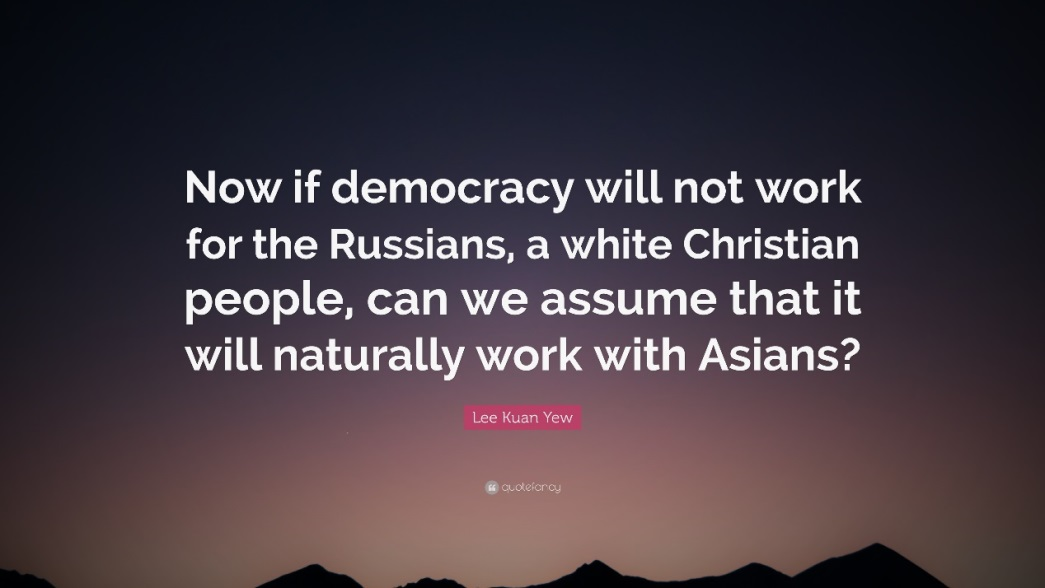 Now if democracy will not work
for the Russians, a white Christian
people, can we assume that it
will naturally work with Asians?
Lee Kuan Yew
quotefancy